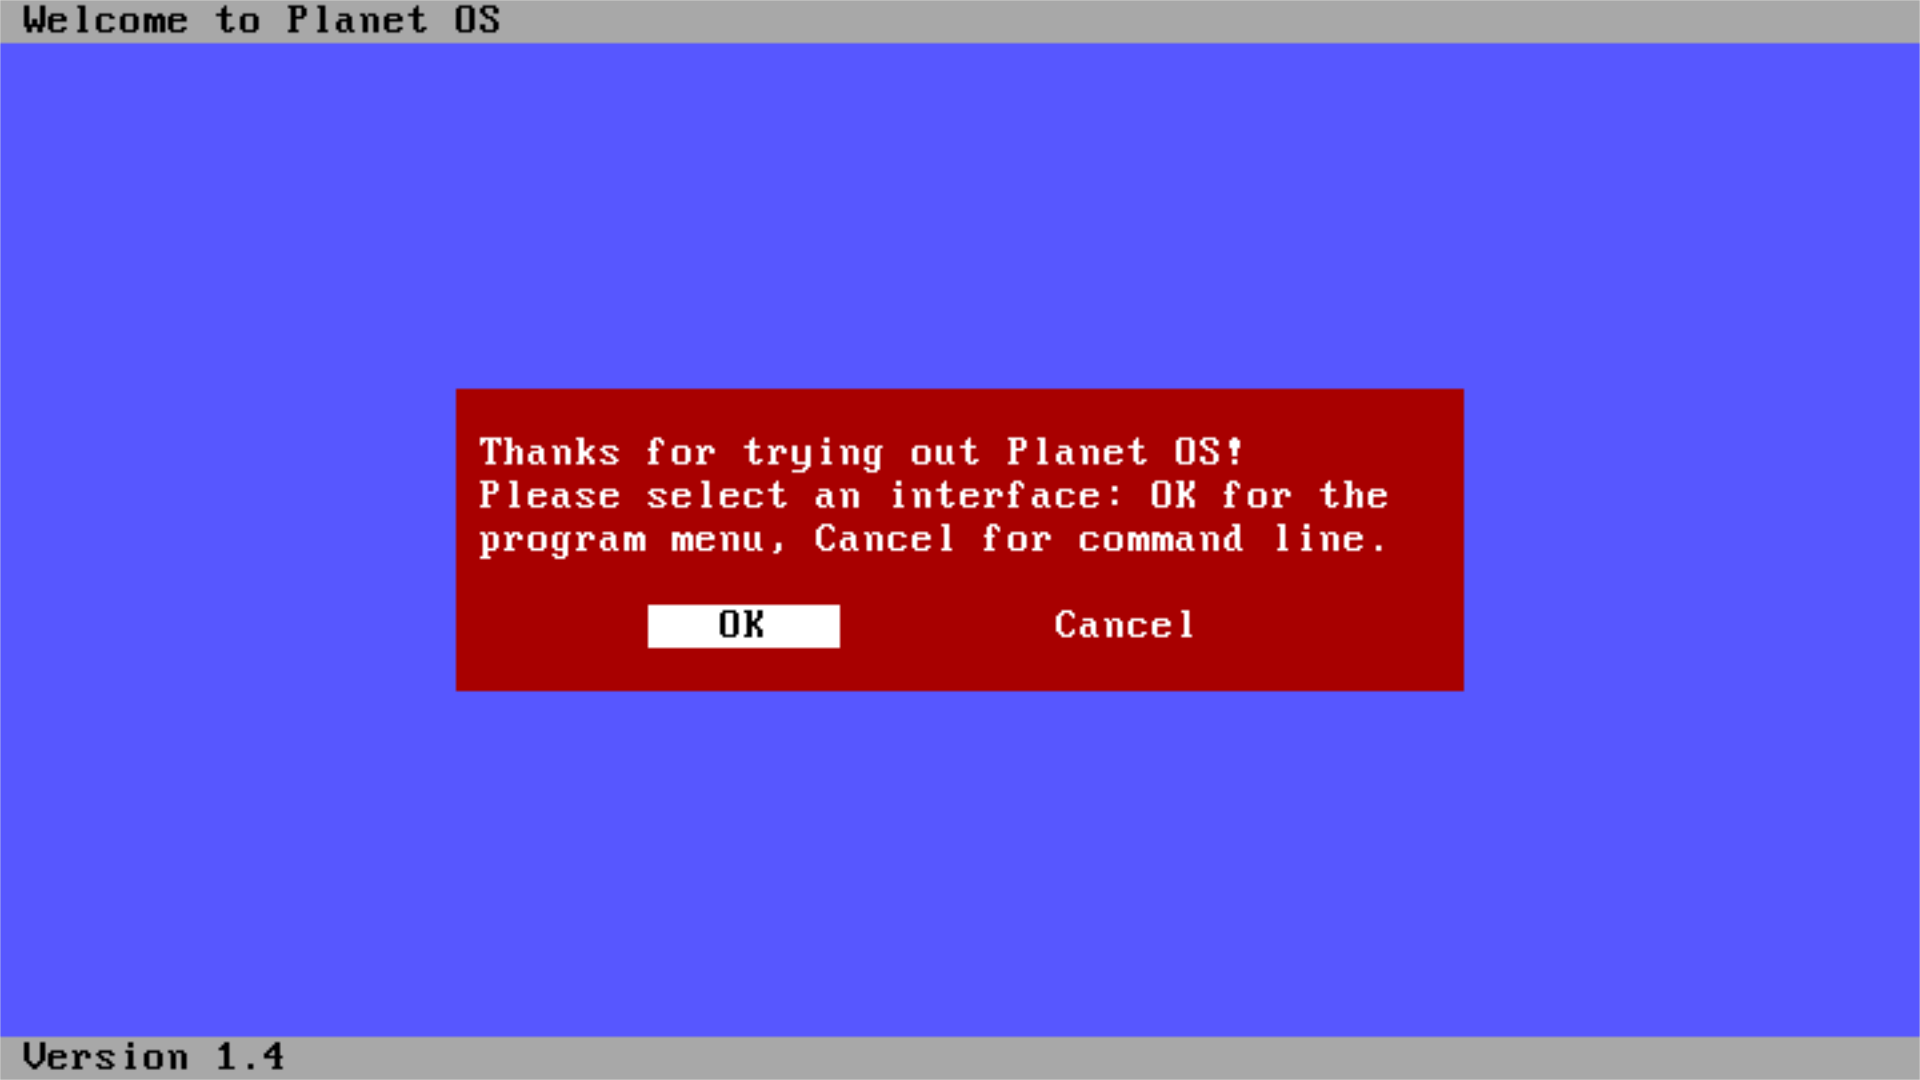 Welcome to Planet OS
Thanks for trying out Planet OS!
Please select an interface: OK for the
program menu, Cancel for command line.
OK Cancel
Version 1.4